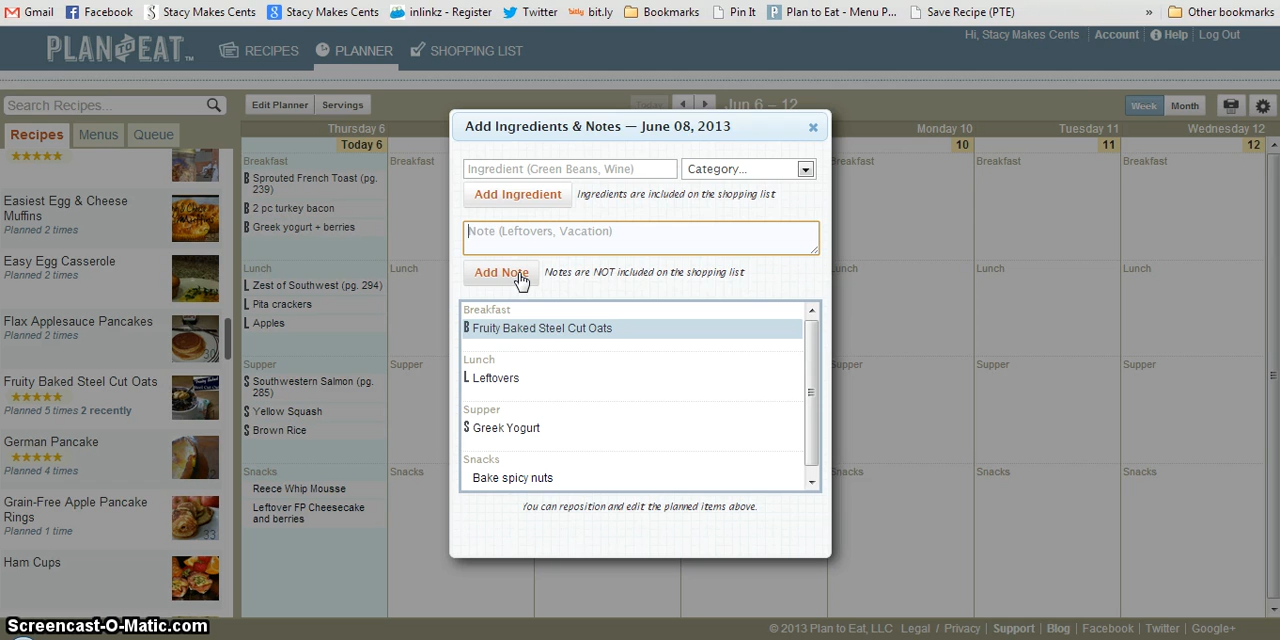 Gmail Facebook Stacy Makes Cents Stacy Makes Cents inlinkz - Register Twitter bit.ly Bookmarks Pin It Plan to Eat - Menu P... Save Recipe (PTE) » Other bookmarks
PLAN TO EAT™ RECIPES PLANNER SHOPPING LIST
Hi, Stacy Makes Cents Account Help Log Out
Search Recipes... Edit Planner Servings Today Jun 6 – 12 Week Month
Recipes Menus Queue
Thursday 6 Monday 10 Tuesday 11 Wednesday 12
Today 6 10 11 12
Easiest Egg & Cheese
Muffins
Planned 2 times
Easy Egg Casserole
Planned 2 times
Flax Applesauce Pancakes
Planned 2 times
Fruity Baked Steel Cut Oats
Planned 5 times 2 recently
German Pancake
Planned 4 times
Grain-Free Apple Pancake
Rings
Planned 1 time
Ham Cups
Breakfast
B Sprouted French Toast (pg.
239)
B 2 pc turkey bacon
B Greek yogurt + berries
Lunch
L Zest of Southwest (pg. 294)
L Pita crackers
L Apples
Supper
S Southwestern Salmon (pg.
285)
S Yellow Squash
S Brown Rice
Snacks
Reece Whip Mousse
Leftover FP Cheesecake
and berries
Breakfast
Lunch
Supper
Snacks
Add Ingredients & Notes — June 08, 2013
Ingredient (Green Beans, Wine) Category...
Add Ingredient Ingredients are included on the shopping list
Note (Leftovers, Vacation)
Add Note Notes are NOT included on the shopping list
Breakfast
B Fruity Baked Steel Cut Oats
Lunch
L Leftovers
Supper
S Greek Yogurt
Snacks
Bake spicy nuts
You can reposition and edit the planned items above.
Breakfast
Supper
Snacks
Breakfast
Lunch
Supper
Snacks
Breakfast
Lunch
Supper
Snacks
Screencast-O-Matic.com
© 2013 Plan to Eat, LLC Legal / Privacy Support Blog Facebook Twitter Google+